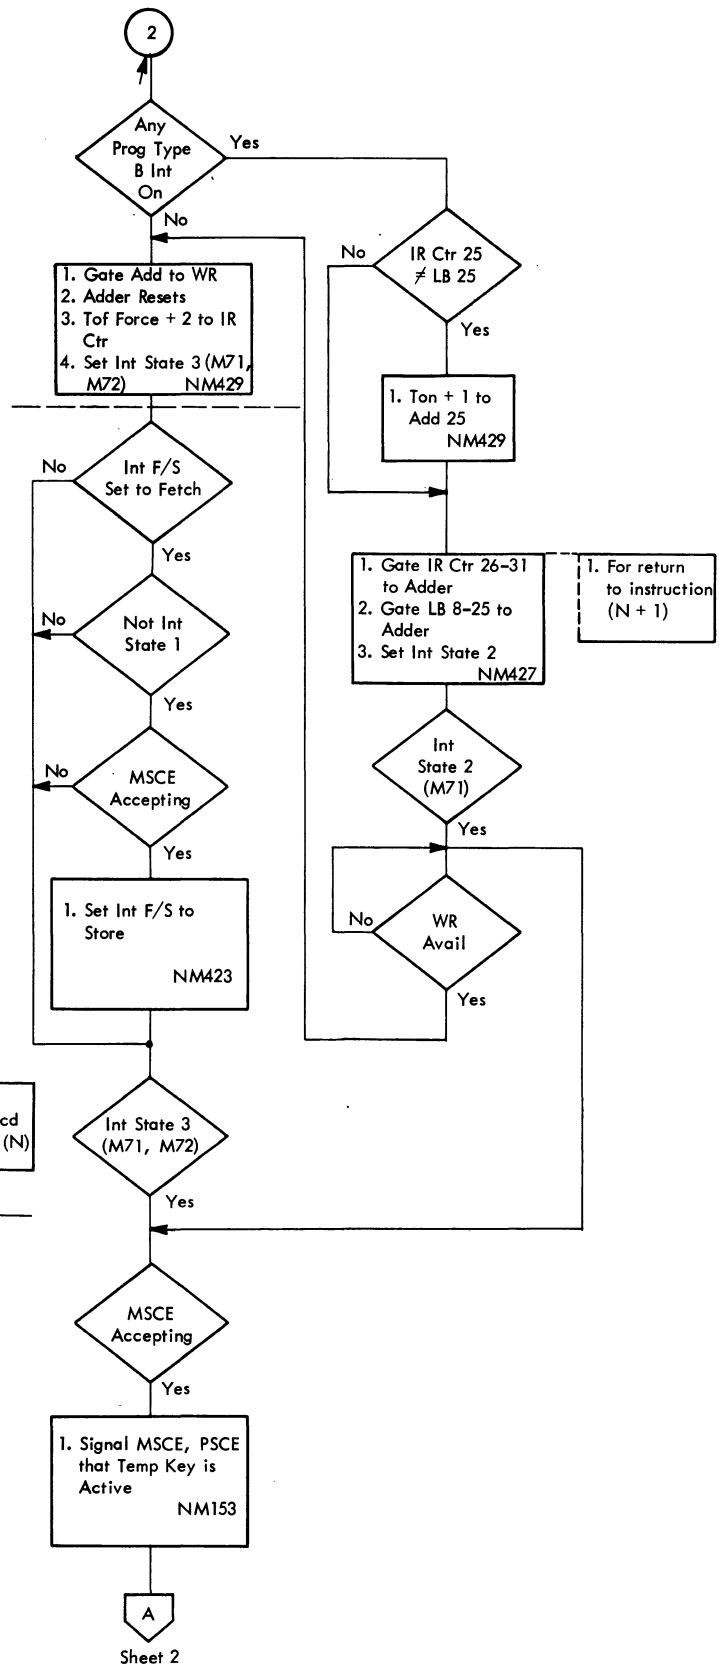 2
Any
Prog Type
B Int
On
Yes
No
IR Ctr 25
≠ LB 25
No
Yes
1. Gate Add to WR
2. Adder Resets
3. Tof Force + 2 to IR
Ctr
4. Set Int State 3 (M71,
M72) NM429
1. Ton + 1 to
Add 25
NM429
Int F/S
Set to Fetch
No
Yes
1. Gate IR Ctr 26-31
to Adder
2. Gate LB 8-25 to
Adder
3. Set Int State 2
NM427
1. For return
to instruction
(N + 1)
Not Int
State 1
No
Yes
Int
State 2
(M71)
Yes
MSCE
Accepting
No
Yes
WR
Avail
No
Yes
1. Set Int F/S to
Store
NM423
cd
(N)
Int State 3
(M71, M72)
Yes
MSCE
Accepting
Yes
1. Signal MSCE, PSCE
that Temp Key is
Active
NM153
A
Sheet 2